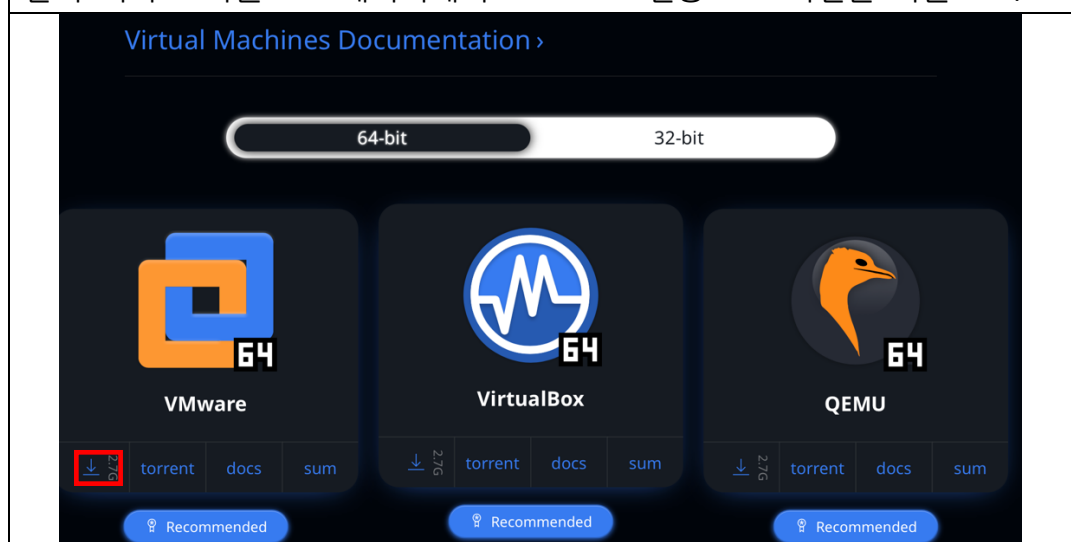 Virtual Machines Documentation ›
64-bit 32-bit
64 64 64
VMware VirtualBox QEMU
2.7G torrent docs sum 2.7G torrent docs sum 2.7G torrent docs sum
Recommended Recommended Recommended